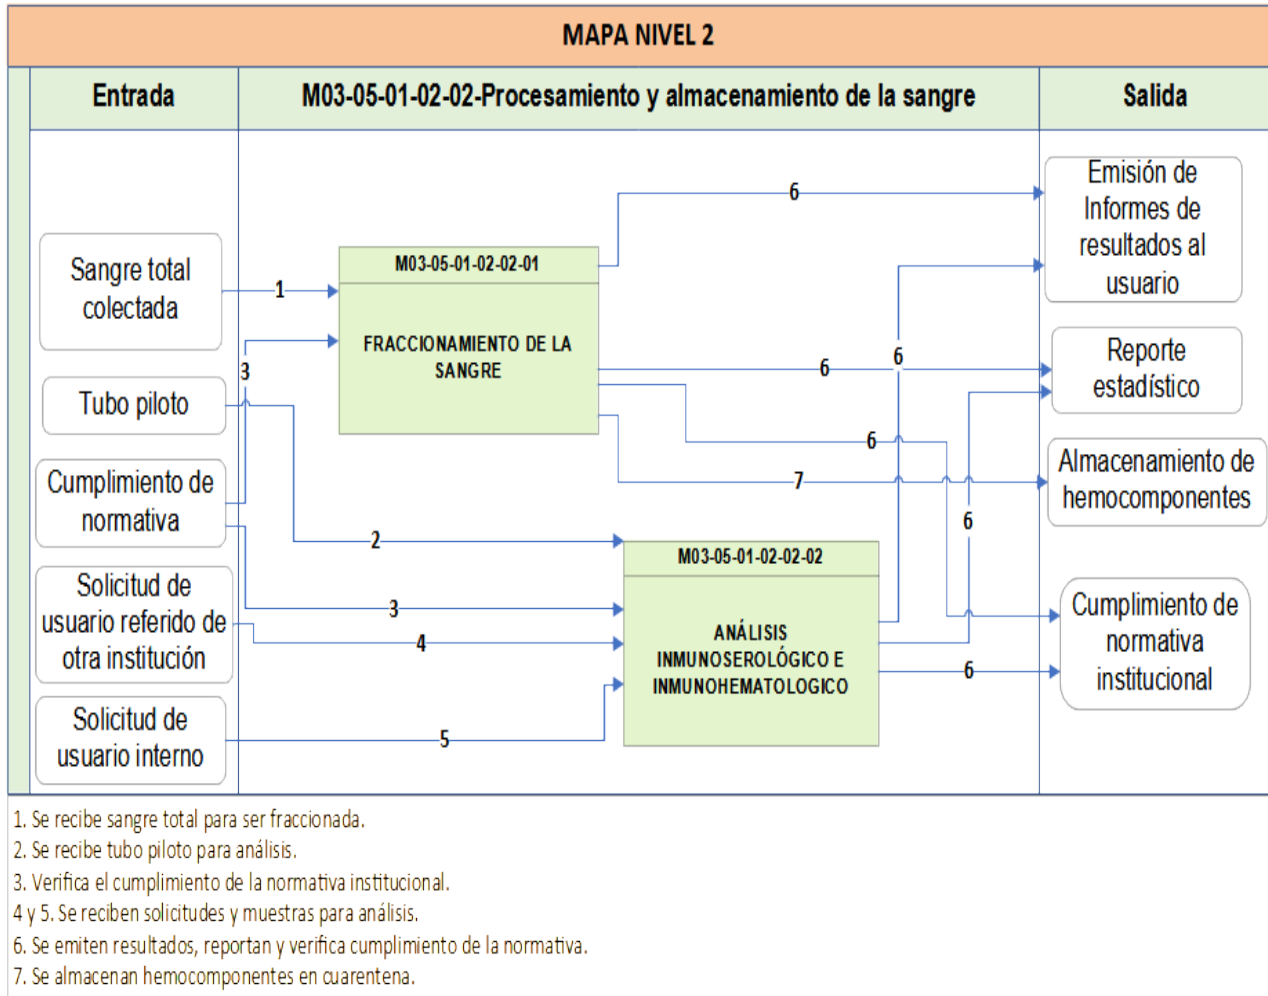 MAPA NIVEL 2
Entrada
M03-05-01-02-02-Procesamiento y almacenamiento de la sangre
Salida
Sangre total
colectada
Tubo piloto
Cumplimiento de
normativa
Solicitud de
usuario referido de
otra institución
Solicitud de
usuario interno
1
3
2
3
4
5
M03-05-01-02-02-01
FRACCIONAMIENTO DE LA
SANGRE
M03-05-01-02-02-02
ANÁLISIS
INMUNOSEROLÓGICO E
INMUNOHEMATOLOGICO
6
6
6
6
7
6
6
Emisión de
Informes de
resultados al
usuario
Reporte
estadístico
Almacenamiento de
hemocomponentes
Cumplimiento de
normativa
institucional
1. Se recibe sangre total para ser fraccionada.
2. Se recibe tubo piloto para análisis.
3. Verifica el cumplimiento de la normativa institucional.
4 y 5. Se reciben solicitudes y muestras para análisis.
6. Se emiten resultados, reportan y verifica cumplimiento de la normativa.
7. Se almacenan hemocomponentes en cuarentena.